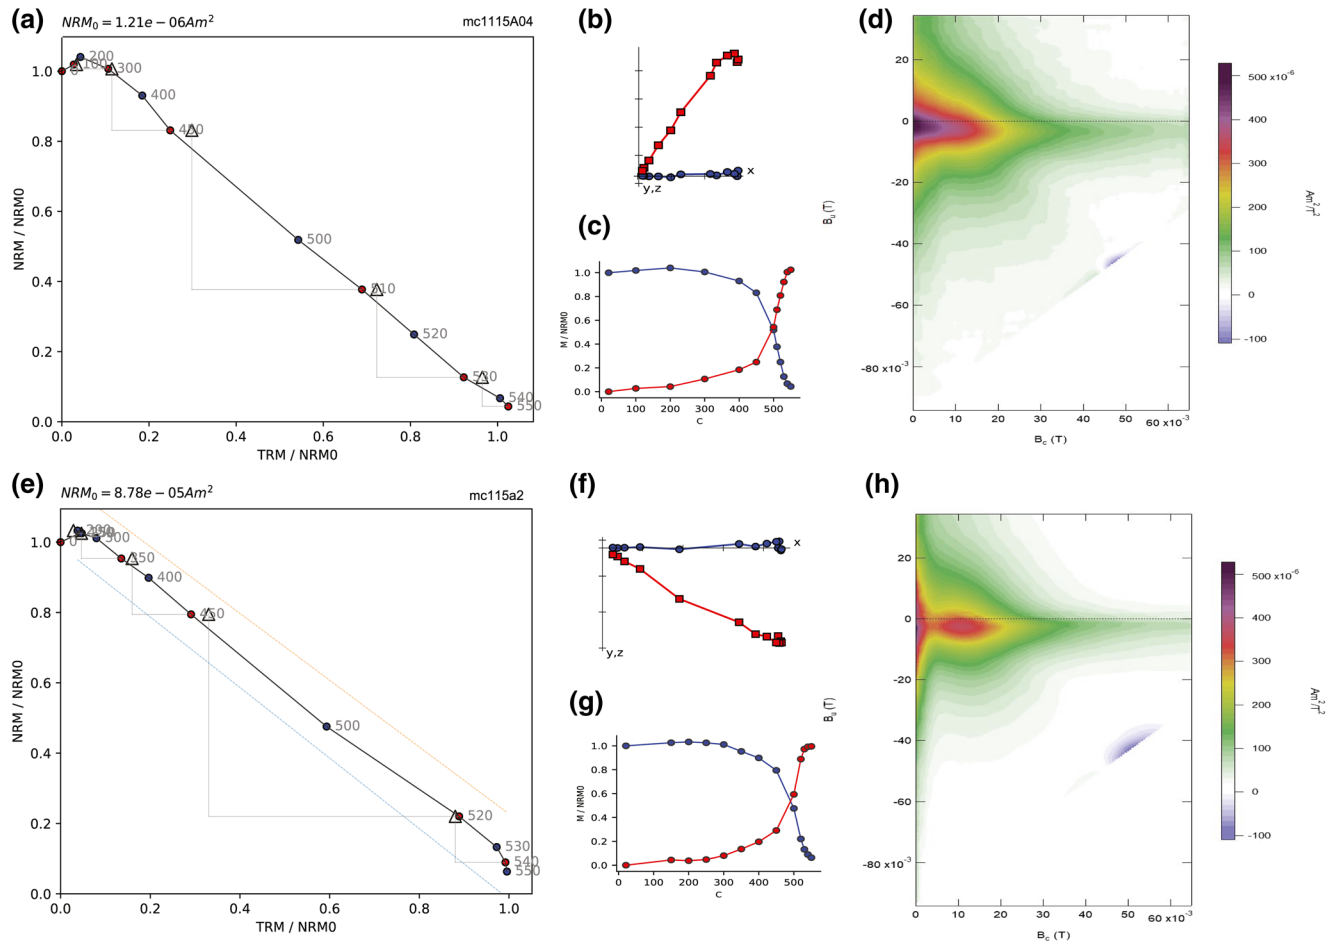 (a)
NRM₀ = 1.21e − 06Am²
mc1115A04
NRM / NRM0
1.0
0.8
0.6
0.4
0.2
0.0
0
100
200
300
400
450
500
510
520
530
540
550
0.0 0.2 0.4 0.6 0.8 1.0
TRM / NRM0
(b)
x
y,z
(c)
M / NRM0
1.0
0.8
0.6
0.4
0.2
0.0
0 100 200 300 400 500
C
(d)
B_u (T)
20
0
-20
-40
-60
-80 x10⁻³
0 10 20 30 40 50 60 x10⁻³
B_c (T)
500 x10⁻⁶
400
300
200
100
0
-100
Am²/T²
(e)
NRM₀ = 8.78e − 05Am²
mc115a2
NRM / NRM0
1.0
0.8
0.6
0.4
0.2
0.0
0
200
300
350
400
450
500
520
530
540
550
0.0 0.2 0.4 0.6 0.8 1.0
TRM / NRM0
(f)
x
y,z
(g)
M / NRM0
1.0
0.8
0.6
0.4
0.2
0.0
0 100 200 300 400 500
C
(h)
B_u (T)
20
0
-20
-40
-60
-80 x10⁻³
0 10 20 30 40 50 60 x10⁻³
B_c (T)
500 x10⁻⁶
400
300
200
100
0
-100
Am²/T²